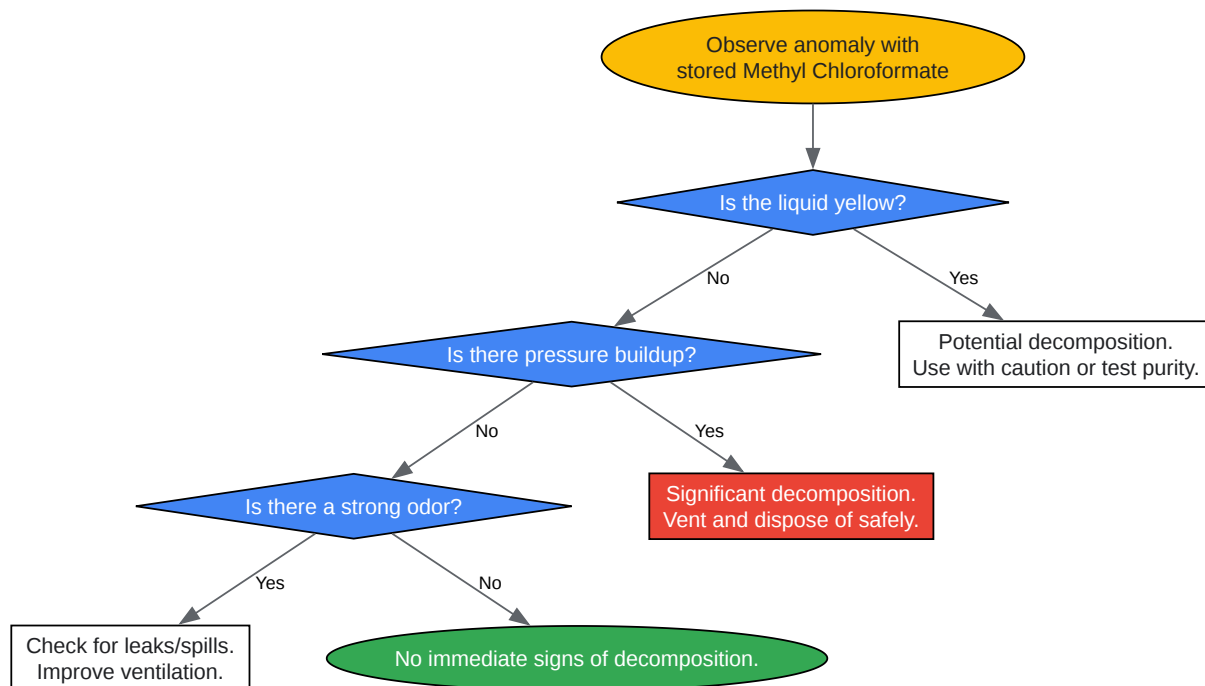 Observe anomaly with
stored Methyl Chloroformate
Is the liquid yellow?
No
Yes
Is there pressure buildup?
Potential decomposition.
Use with caution or test purity.
No
Yes
Is there a strong odor?
Significant decomposition.
Vent and dispose of safely.
Yes
No
Check for leaks/spills.
Improve ventilation.
No immediate signs of decomposition.